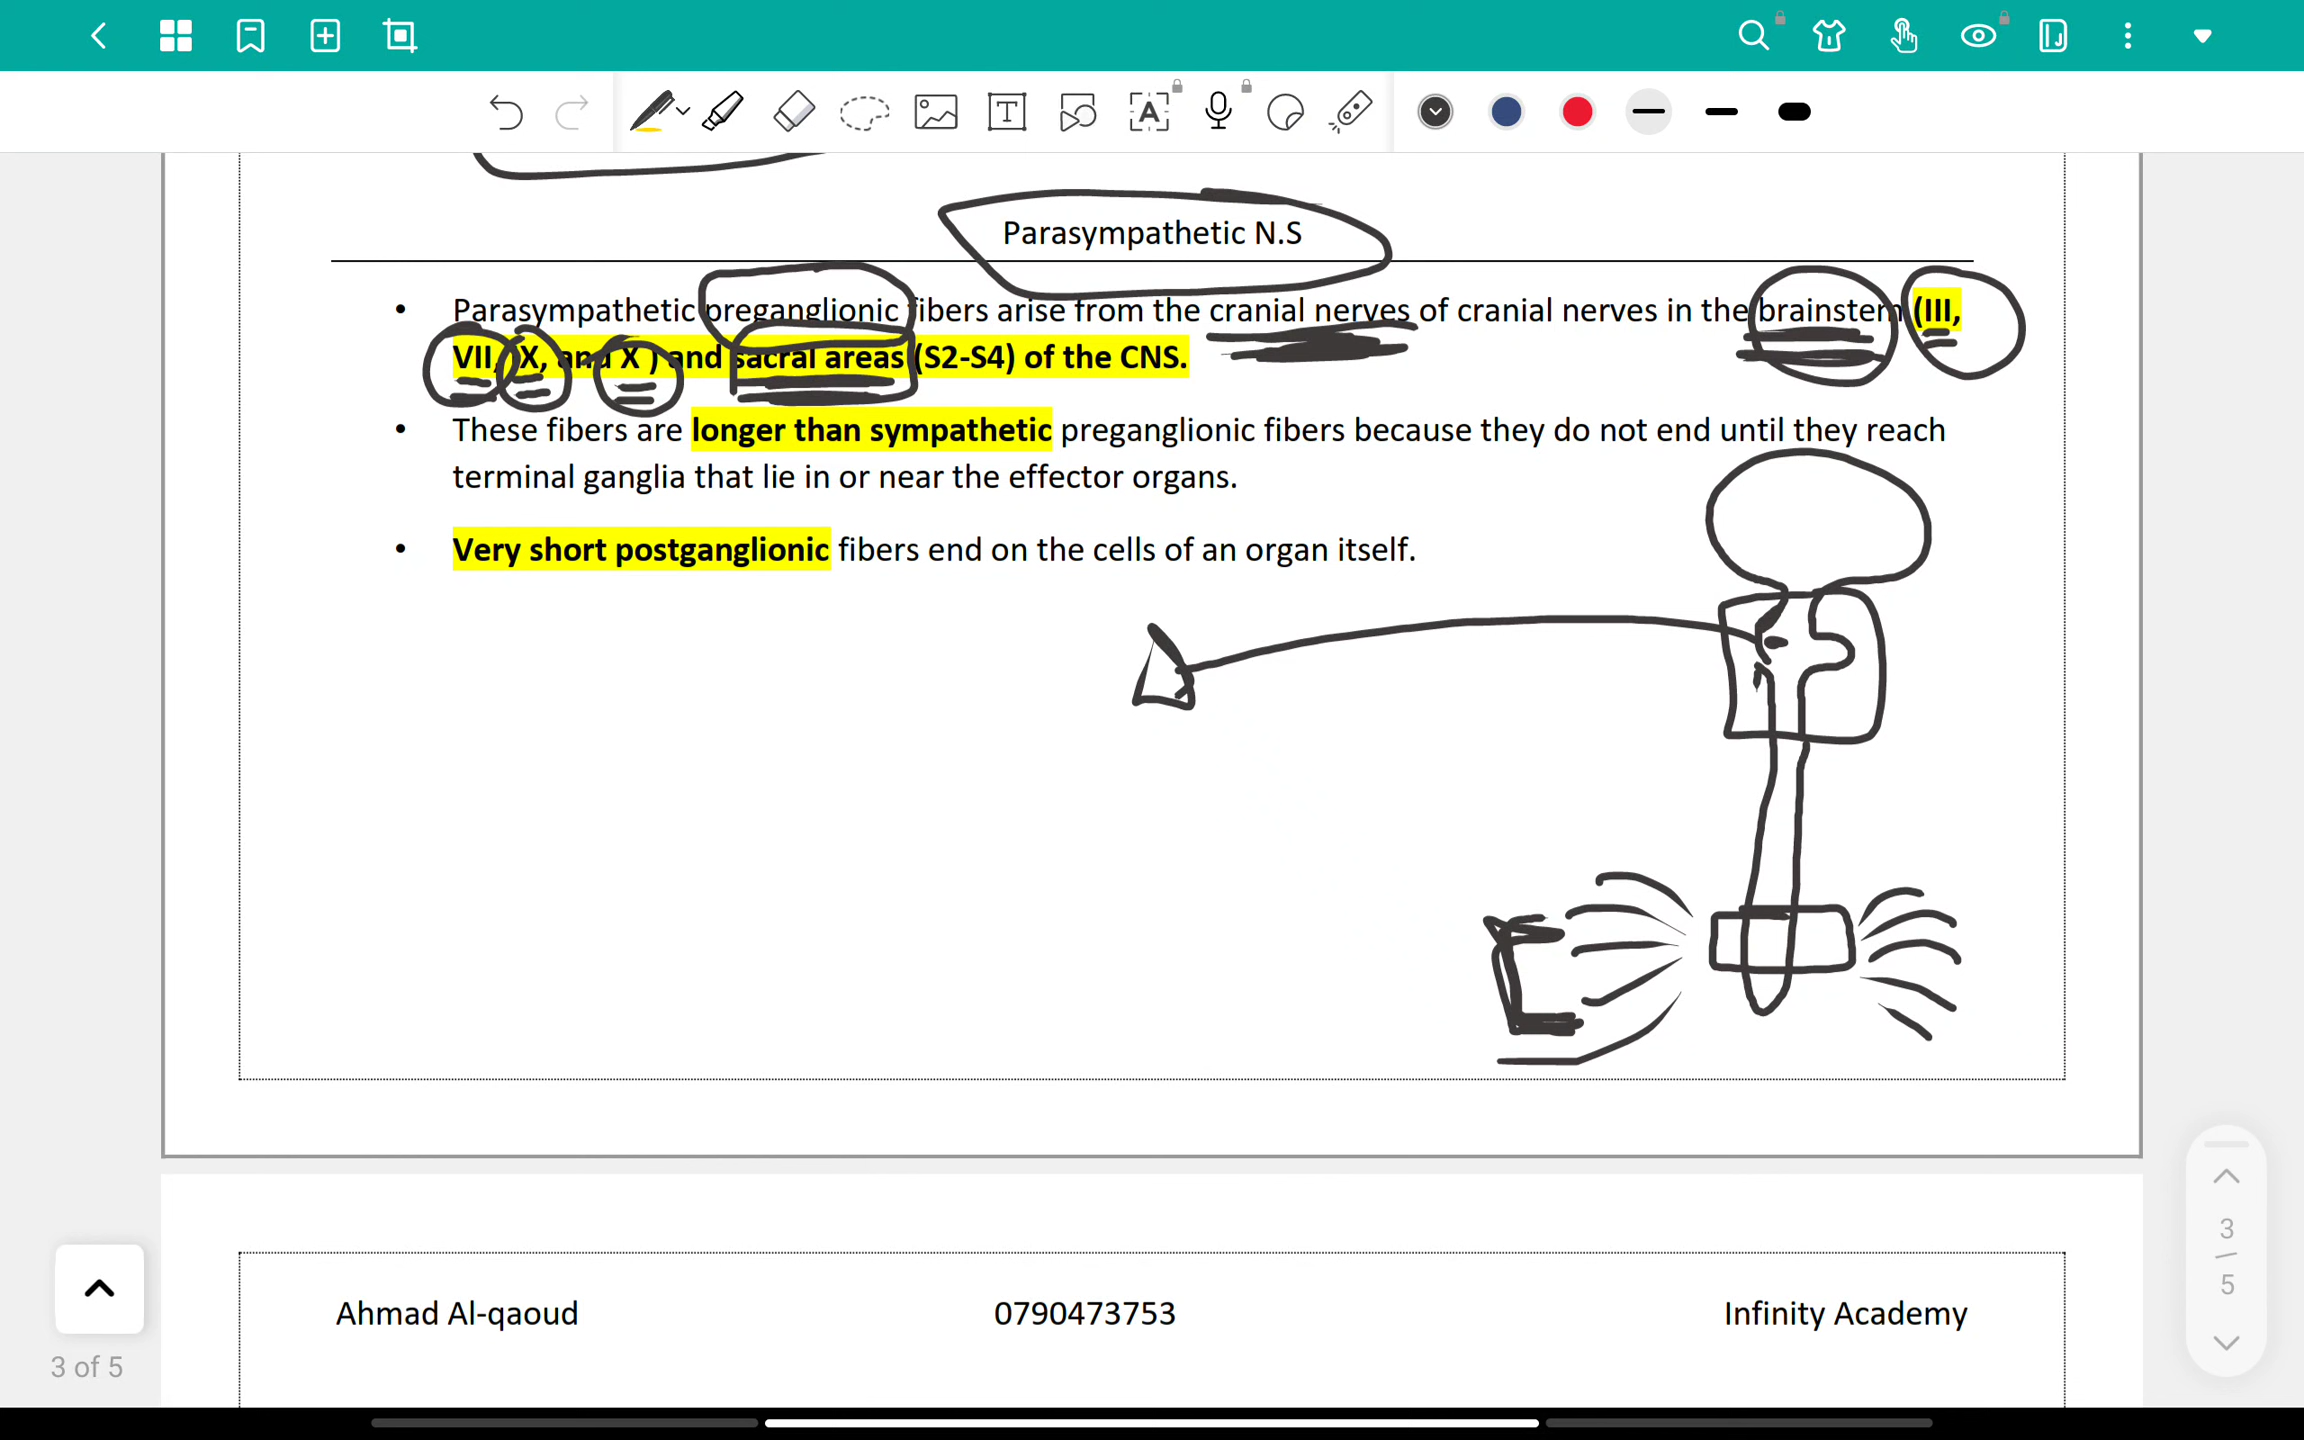 Parasympathetic N.S
• Parasympathetic preganglionic fibers arise from the cranial nerves of cranial nerves in the brainstem (III,
VII, X, and X ) and sacral areas (S2-S4) of the CNS.
• These fibers are longer than sympathetic preganglionic fibers because they do not end until they reach
terminal ganglia that lie in or near the effector organs.
• Very short postganglionic fibers end on the cells of an organ itself.
3
5
Ahmad Al-qaoud 0790473753 Infinity Academy
3 of 5